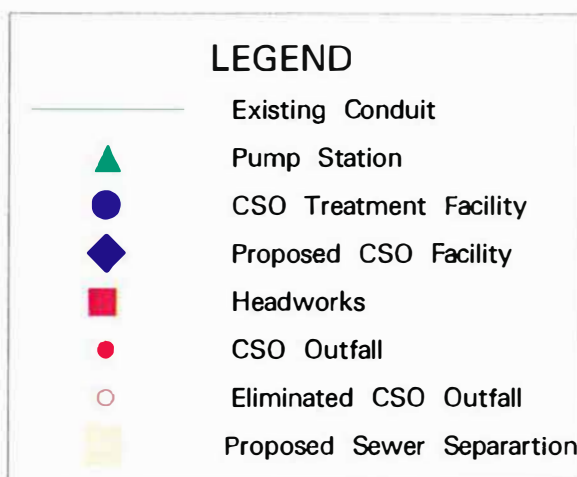 LEGEND
Existing Conduit
Pump Station
CSO Treatment Facility
Proposed CSO Facility
Headworks
CSO Outfall
Eliminated CSO Outfall
Proposed Sewer Separartion